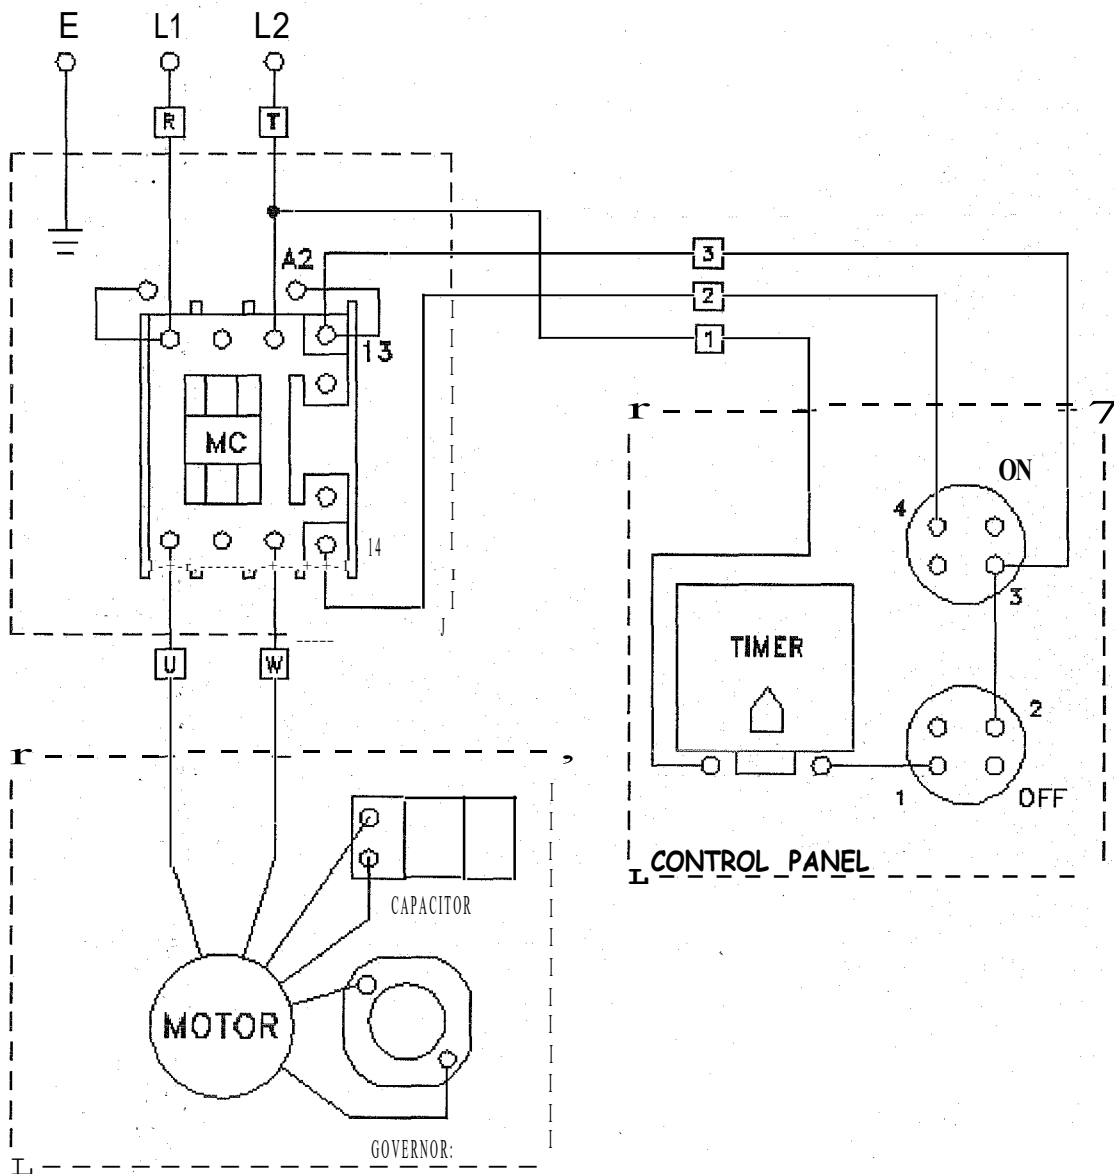 E L1 L2
R T
A2
3
2
1
13
MC
ON
4
14
3
TIMER
U W
2
1 OFF
CONTROL PANEL
CAPACITOR
MOTOR
GOVERNOR: